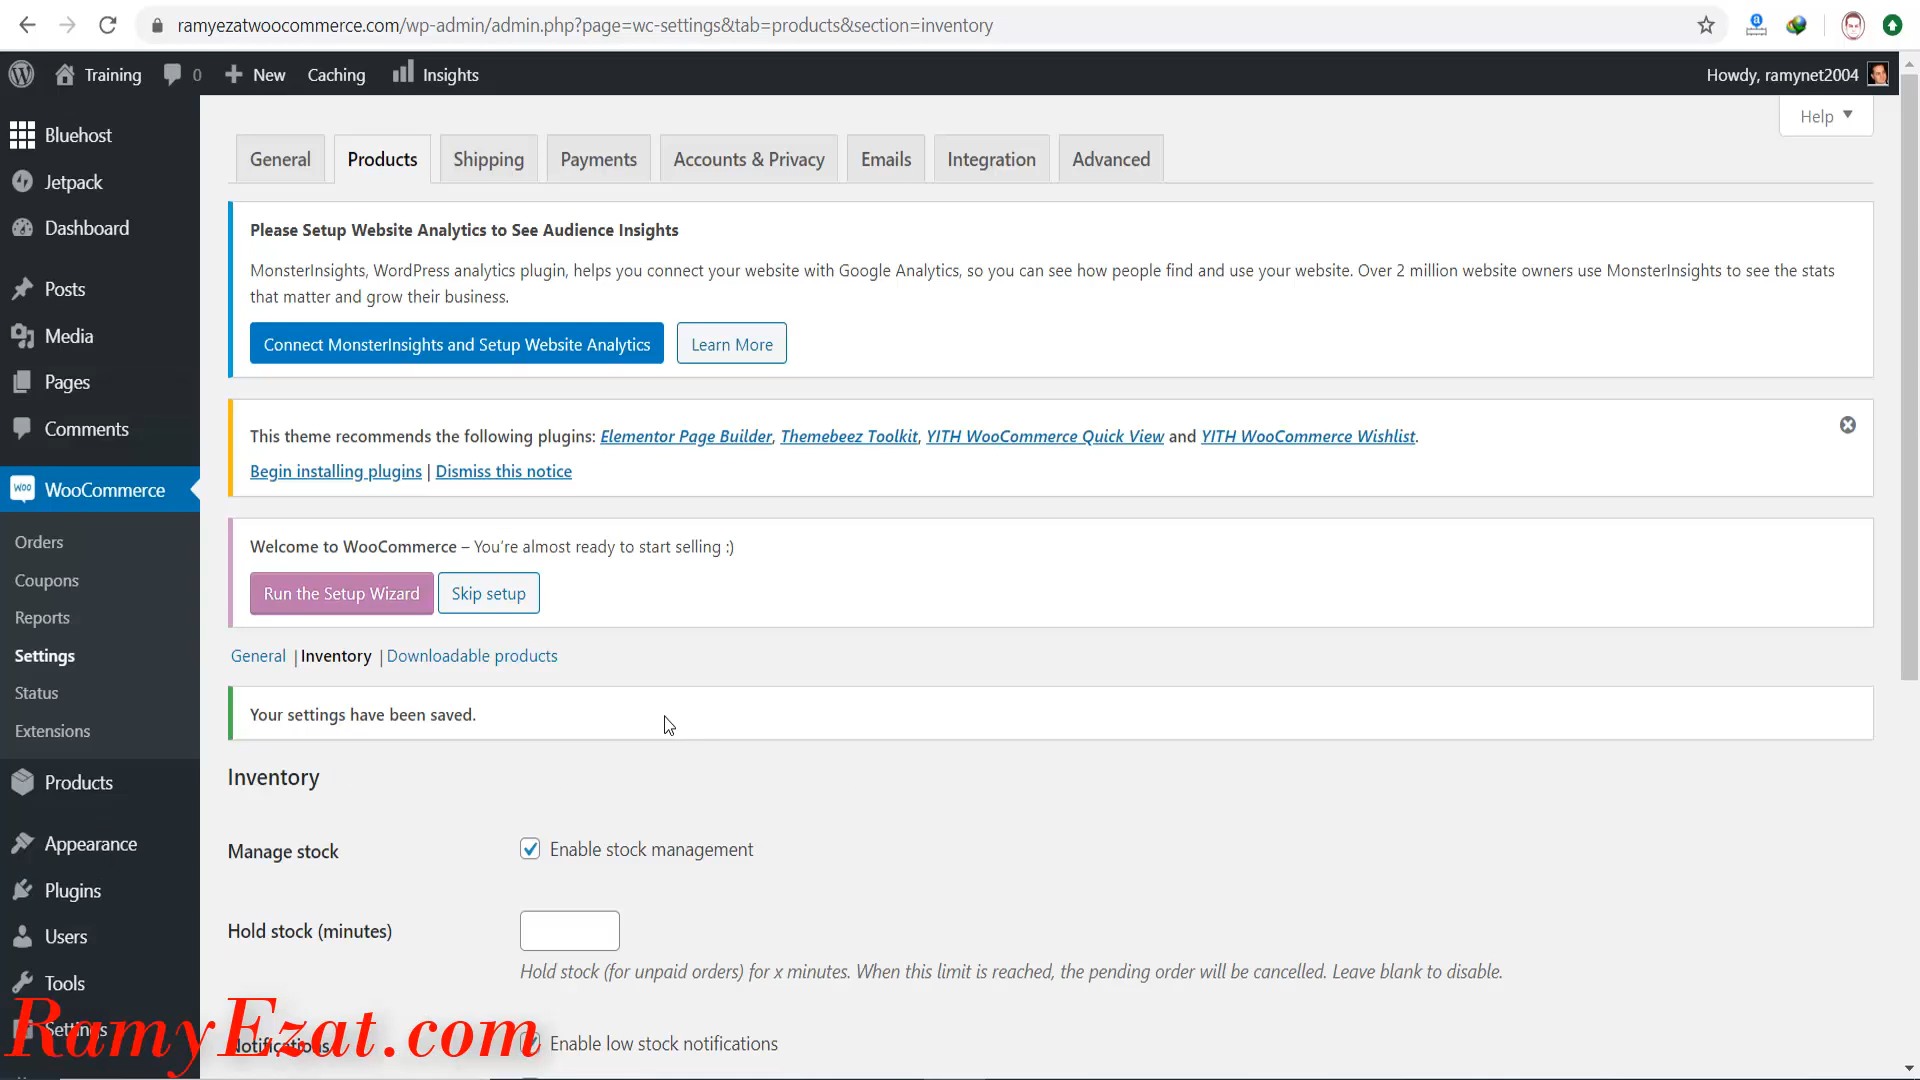 ramyezatwoocommerce.com/wp-admin/admin.php?page=wc-settings&tab=products&section=inventory
Training 0 New Caching Insights Howdy, ramynet2004
Help
Bluehost
Jetpack
Dashboard
Posts
Media
Pages
Comments
WOO WooCommerce
Orders
Coupons
Reports
Settings
Status
Extensions
Products
Appearance
Plugins
Users
Tools
Settings
General Products Shipping Payments Accounts & Privacy Emails Integration Advanced
Please Setup Website Analytics to See Audience Insights
MonsterInsights, WordPress analytics plugin, helps you connect your website with Google Analytics, so you can see how people find and use your website. Over 2 million website owners use MonsterInsights to see the stats
that matter and grow their business.
Connect MonsterInsights and Setup Website Analytics Learn More
This theme recommends the following plugins: Elementor Page Builder, Themebeez Toolkit, YITH WooCommerce Quick View and YITH WooCommerce Wishlist.
Begin installing plugins | Dismiss this notice
Welcome to WooCommerce – You're almost ready to start selling :)
Run the Setup Wizard Skip setup
General | Inventory | Downloadable products
Your settings have been saved.
Inventory
Manage stock Enable stock management
Hold stock (minutes)
Hold stock (for unpaid orders) for x minutes. When this limit is reached, the pending order will be cancelled. Leave blank to disable.
Notifications Enable low stock notifications
RamyEzat.com